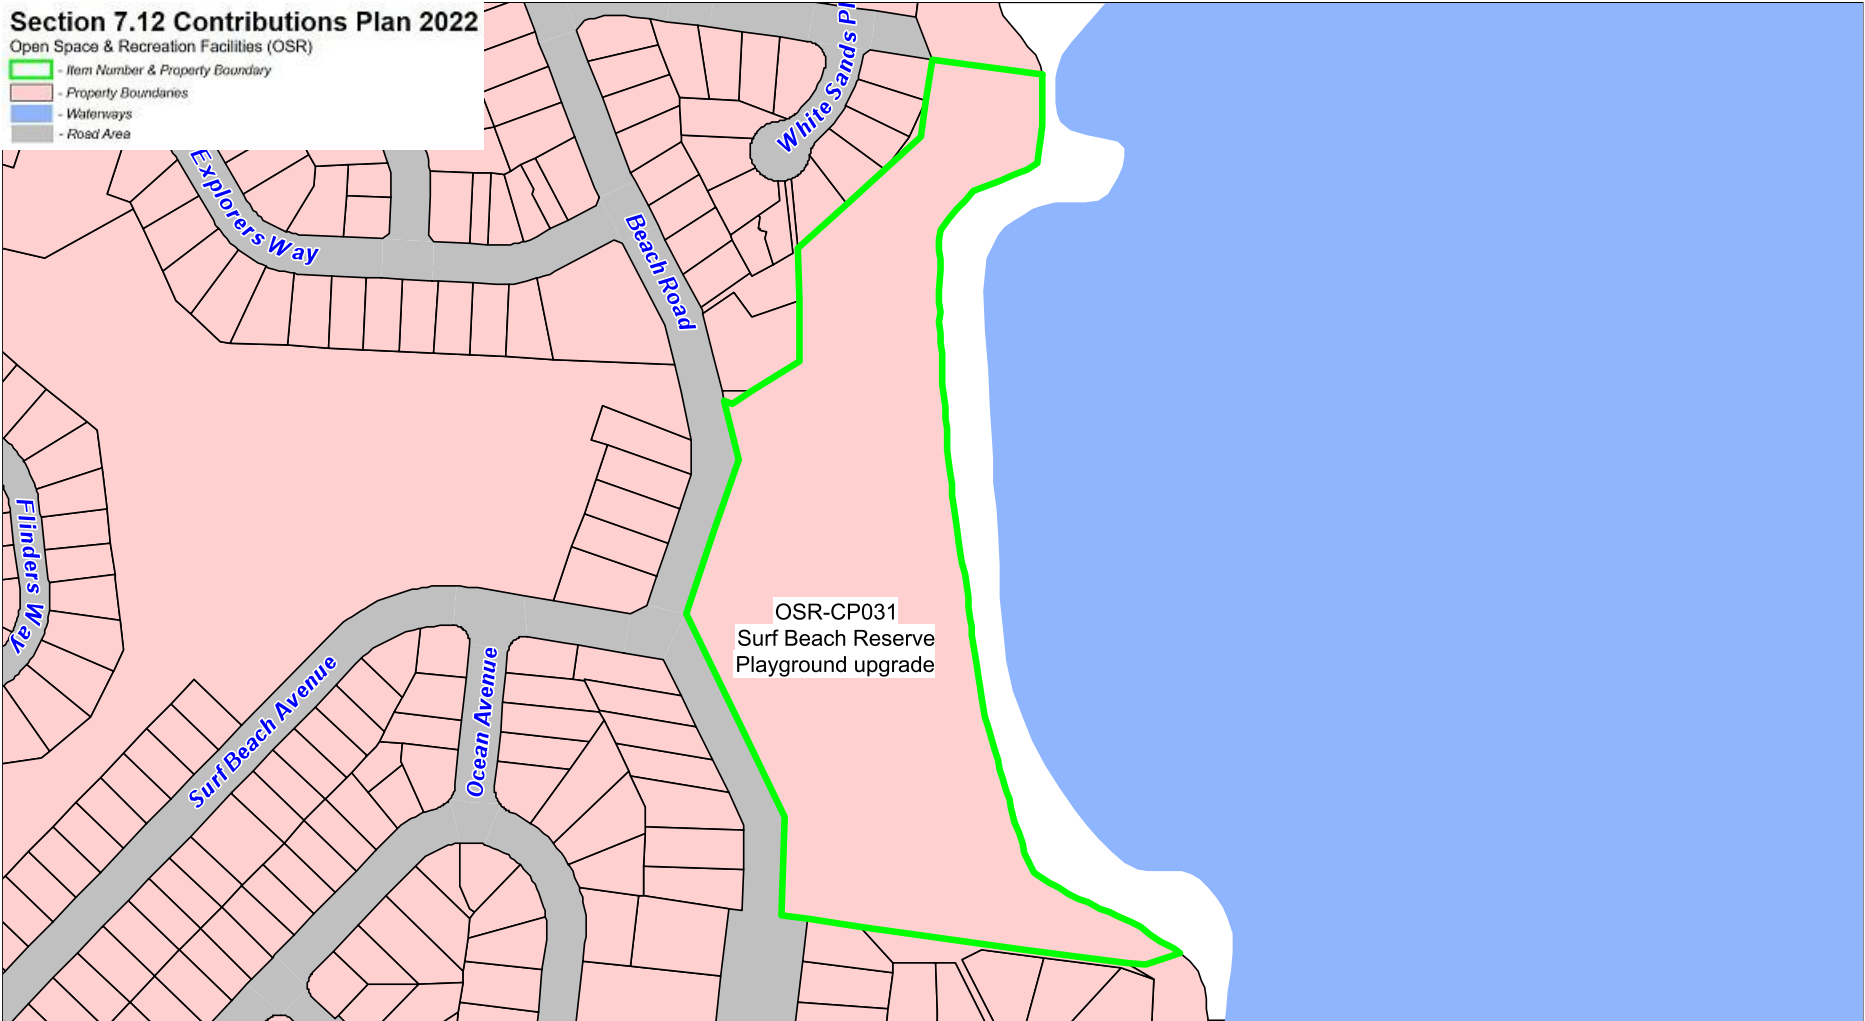 Section 7.12 Contributions Plan 2022
Open Space & Recreation Facilities (OSR)
- Item Number & Property Boundary
- Property Boundaries
- Waterways
- Road Area
White Sands Pl
Explorers Way
Beach Road
Flinders Way
OSR-CP031
Surf Beach Reserve
Playground upgrade
Surf Beach Avenue
Ocean Avenue